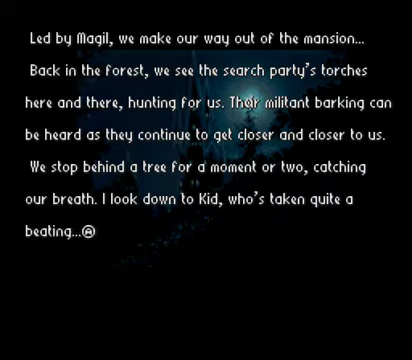 Led by Magil, we make our way out of the mansion...
Back in the forest, we see the search party's torches
here and there, hunting for us. Their militant barking can
be heard as they continue to get closer and closer to us.
We stop behind a tree for a moment or two, catching
our breath. I look down to Kid, who's taken quite a
beating...Ⓐ